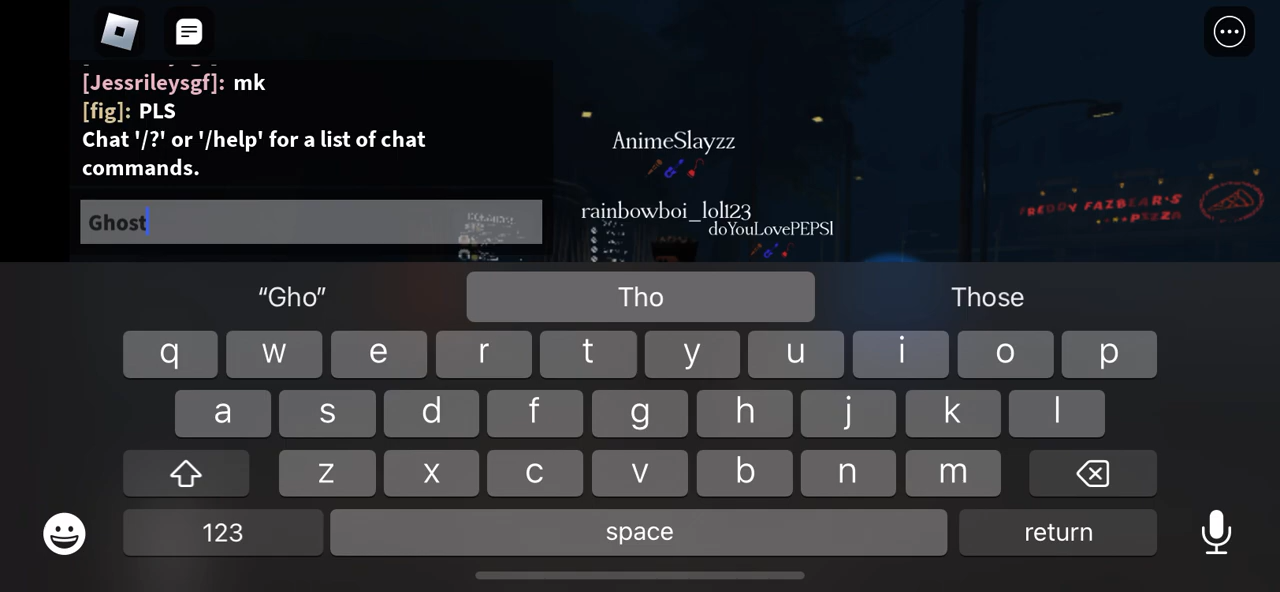 [Jessrileysgf]: mk
[fig]: PLS
Chat '/?' or '/help' for a list of chat
commands.
Ghost
AnimeSlayzz
rainbowboi_lol123
doYouLovePEPSI
FREDDY FAZBEAR'S
PIZZA
“Gho”
Tho
Those
q w e r t y u i o p
a s d f g h j k l
z x c v b n m
123
space
return